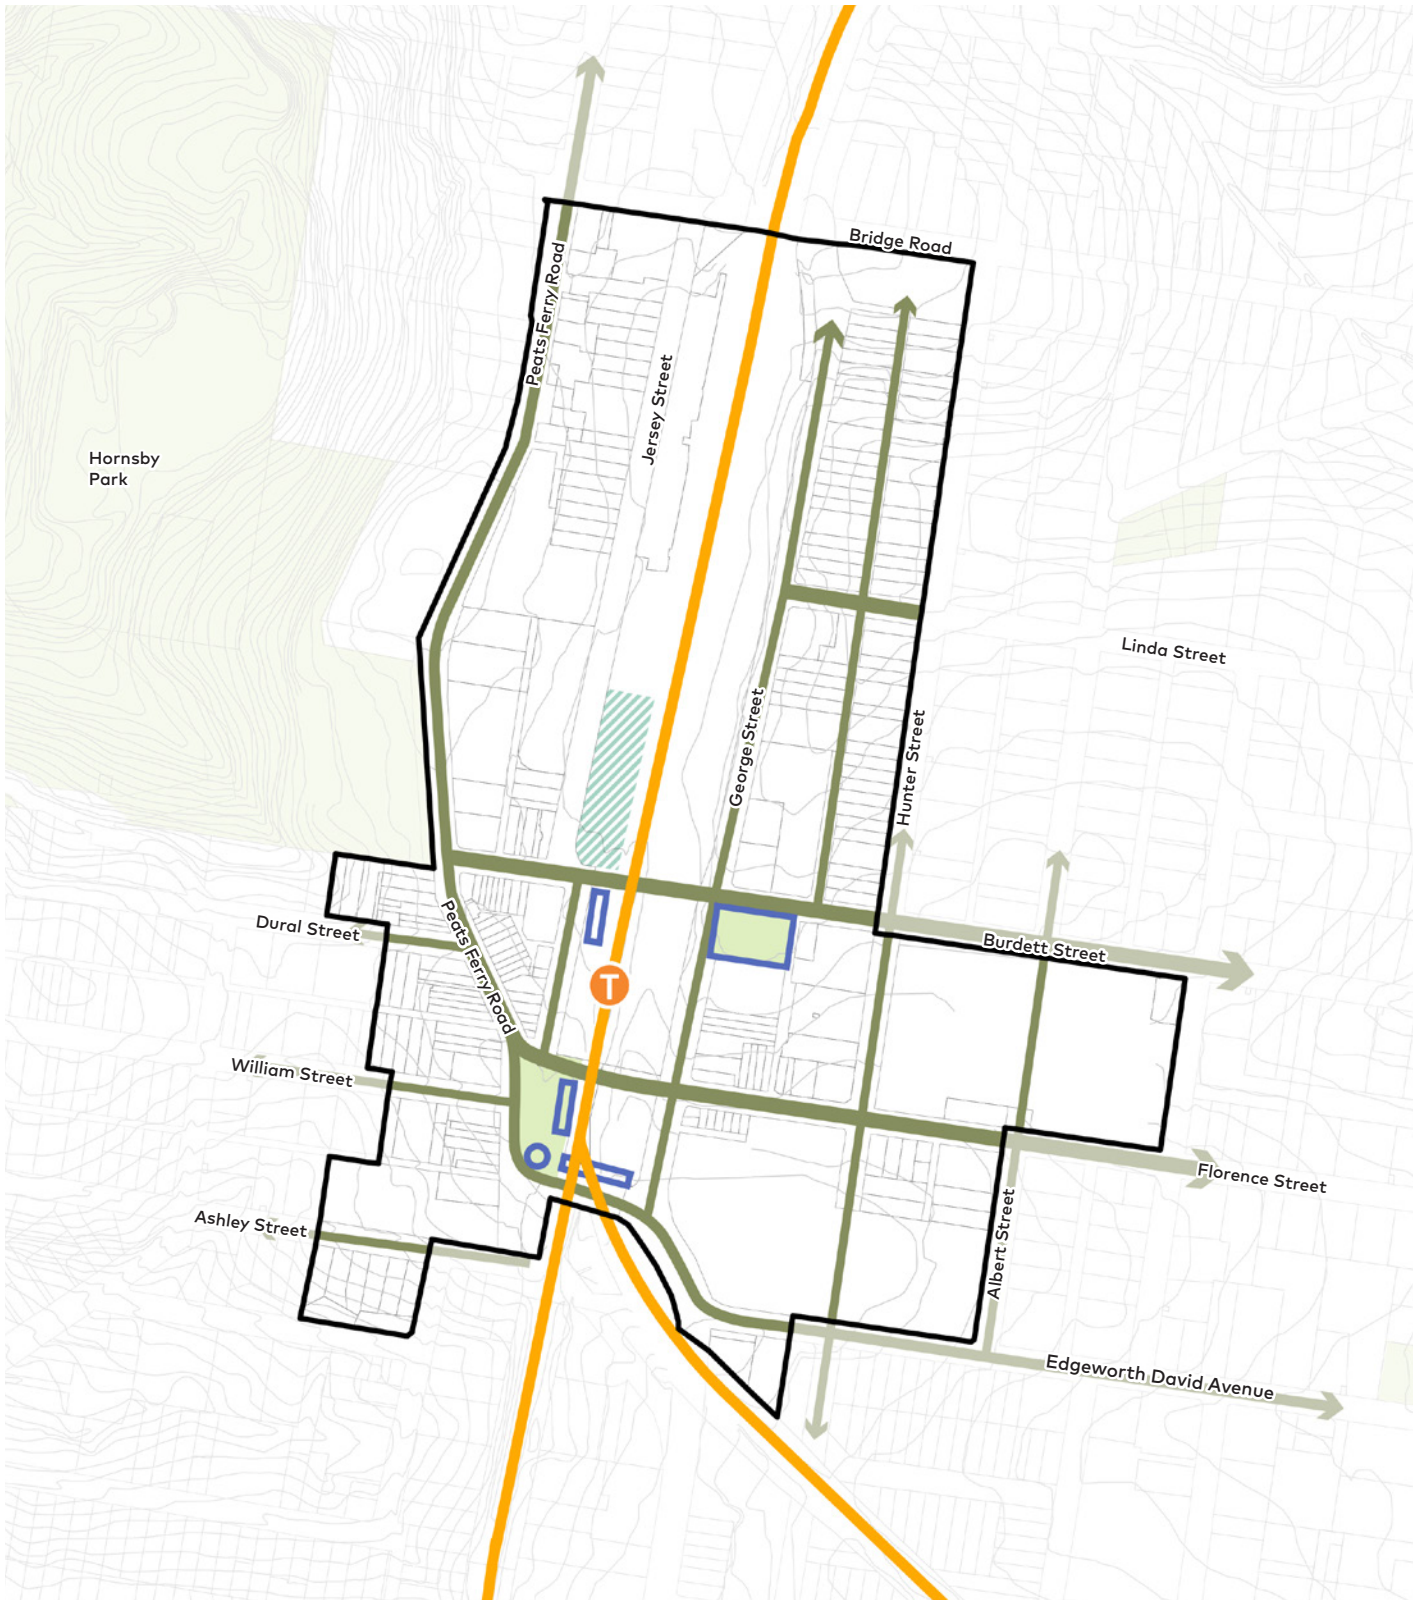 Bridge Road
Peats Ferry Road
Jersey Street
Hornsby
Park
Linda Street
George Street
Hunter Street
Dural Street
Peats Ferry Road
Burdett Street
T
William Street
Florence Street
Ashley Street
Albert Street
Edgeworth David Avenue